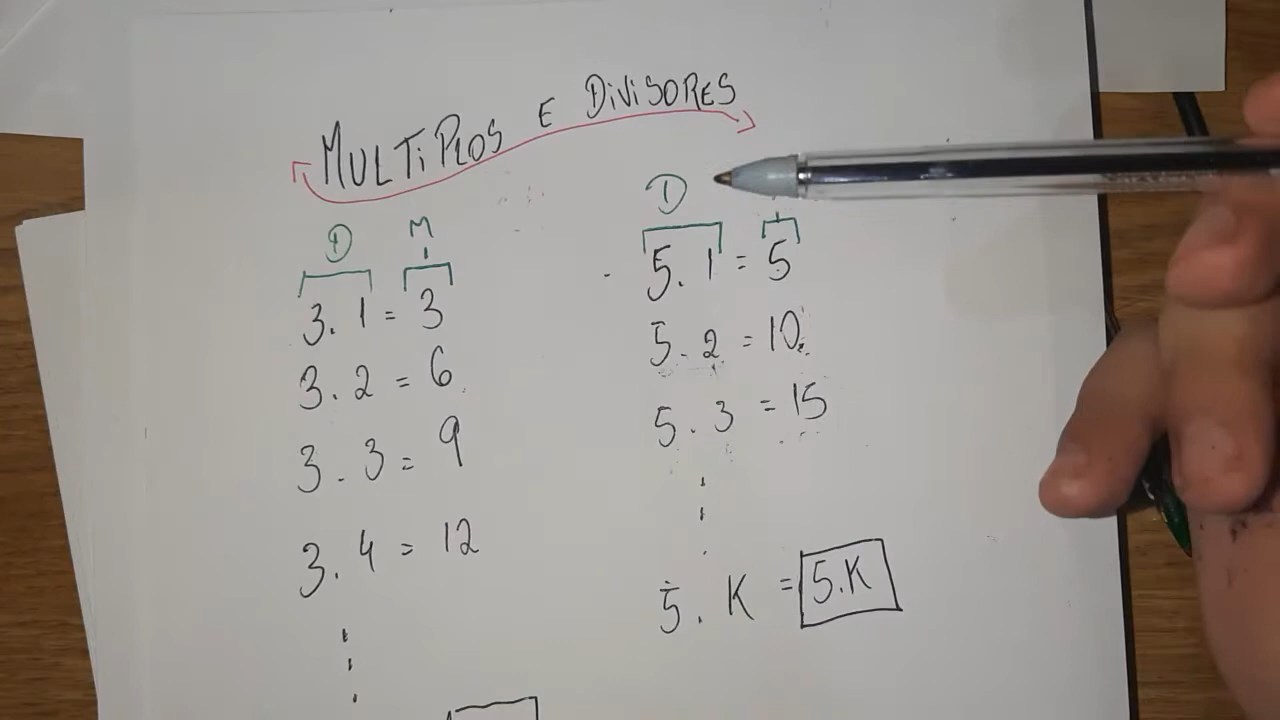 MULTIPLOS E DIVISORES
D M
3.1 = 3
3.2 = 6
3.3 = 9
3.4 = 12
D
5.1 = 5
5.2 = 10
5.3 = 15
5.K = 5.K